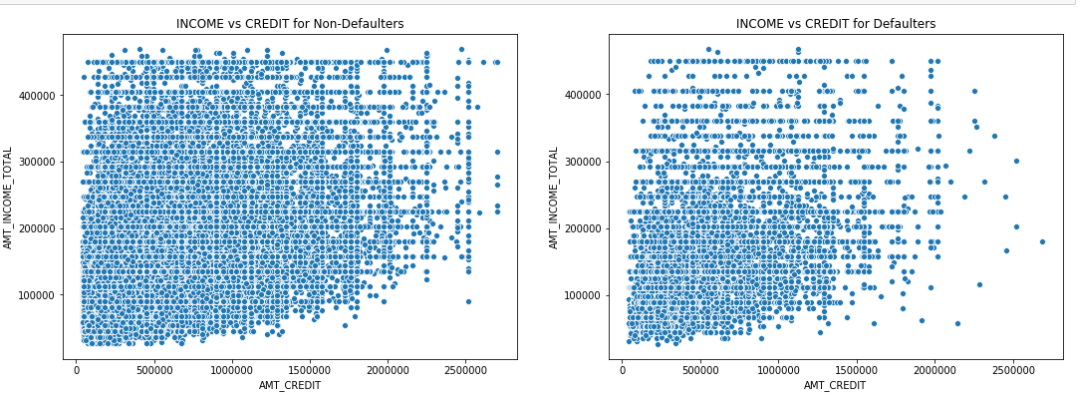 INCOME vs CREDIT for Non-Defaulters
AMT_INCOME_TOTAL
400000
300000
200000
100000
0 500000 1000000 1500000 2000000 2500000
AMT_CREDIT
INCOME vs CREDIT for Defaulters
AMT_INCOME_TOTAL
400000
300000
200000
100000
0 500000 1000000 1500000 2000000 2500000
AMT_CREDIT